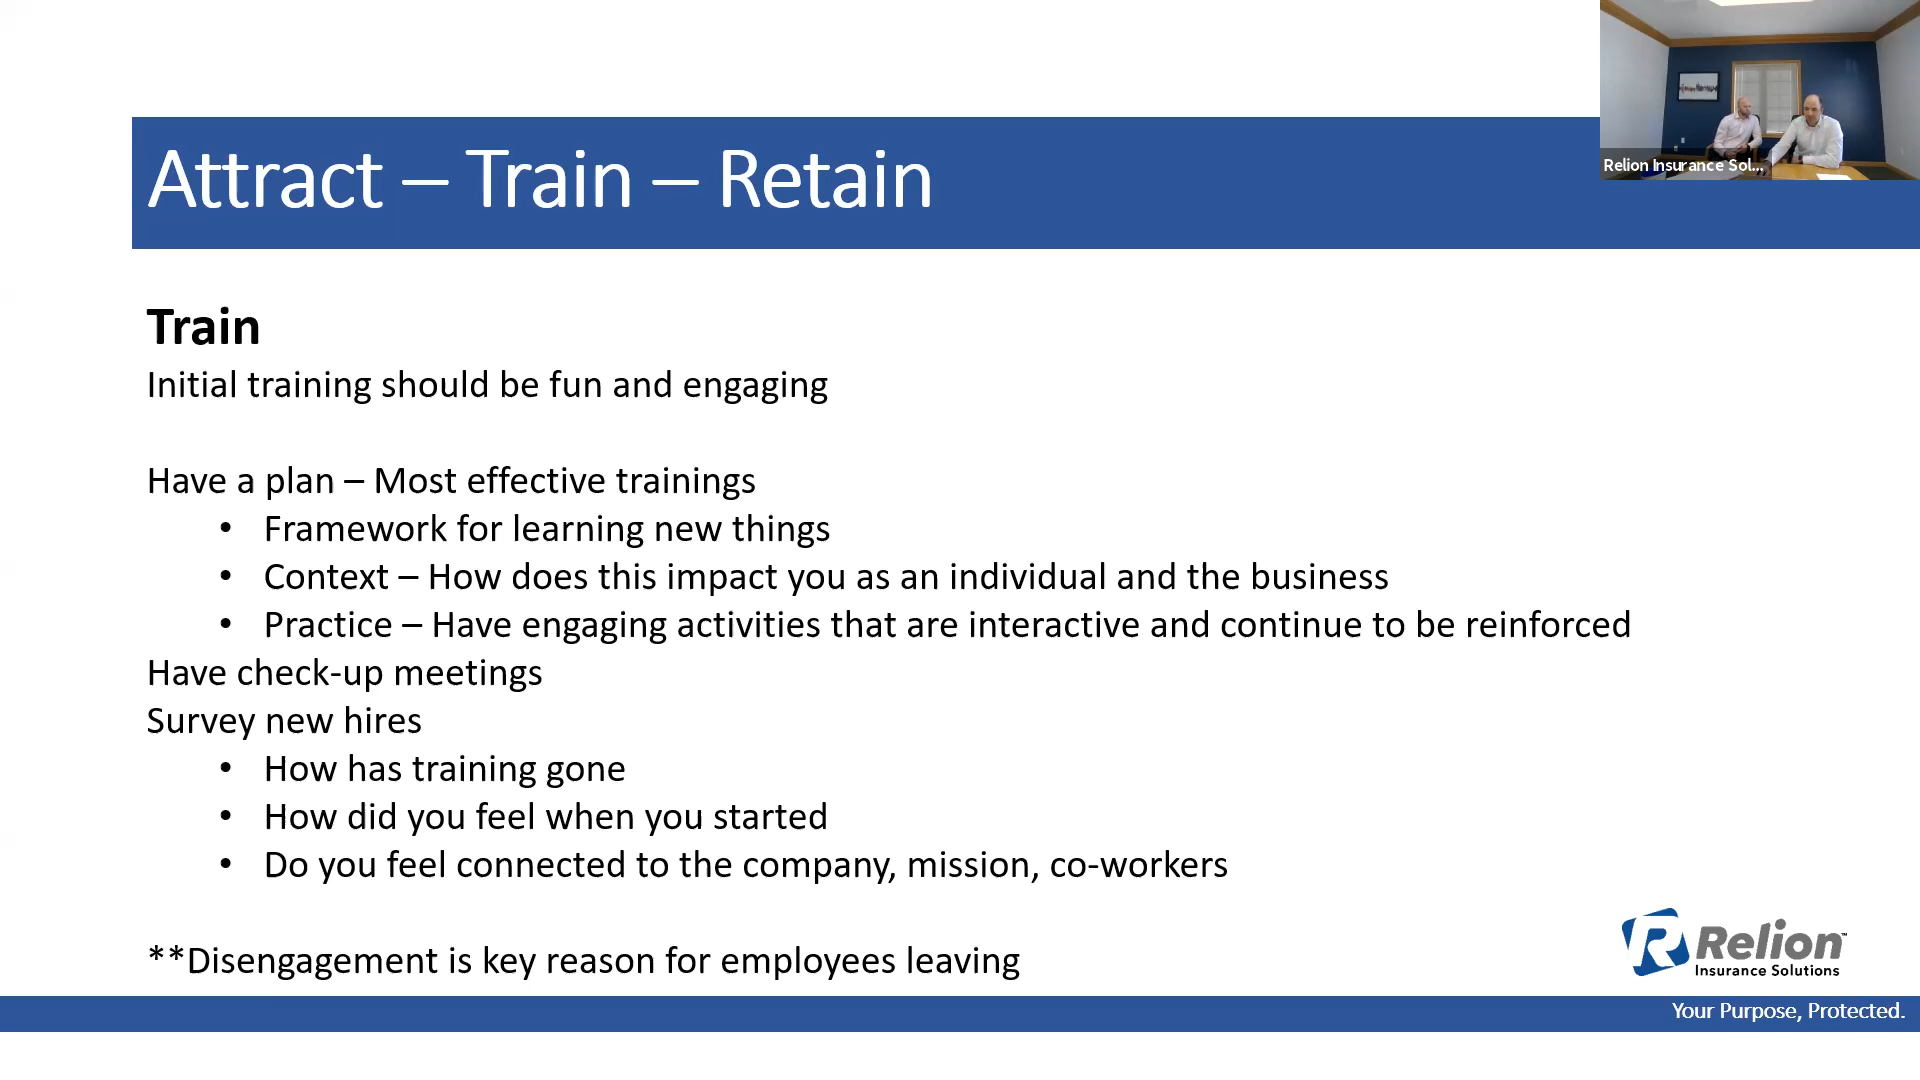 Attract – Train – Retain
Relion Insurance Sol...
Train
Initial training should be fun and engaging
Have a plan – Most effective trainings
• Framework for learning new things
• Context – How does this impact you as an individual and the business
• Practice – Have engaging activities that are interactive and continue to be reinforced
Have check-up meetings
Survey new hires
• How has training gone
• How did you feel when you started
• Do you feel connected to the company, mission, co-workers
**Disengagement is key reason for employees leaving
Relion™
Insurance Solutions
Your Purpose, Protected.